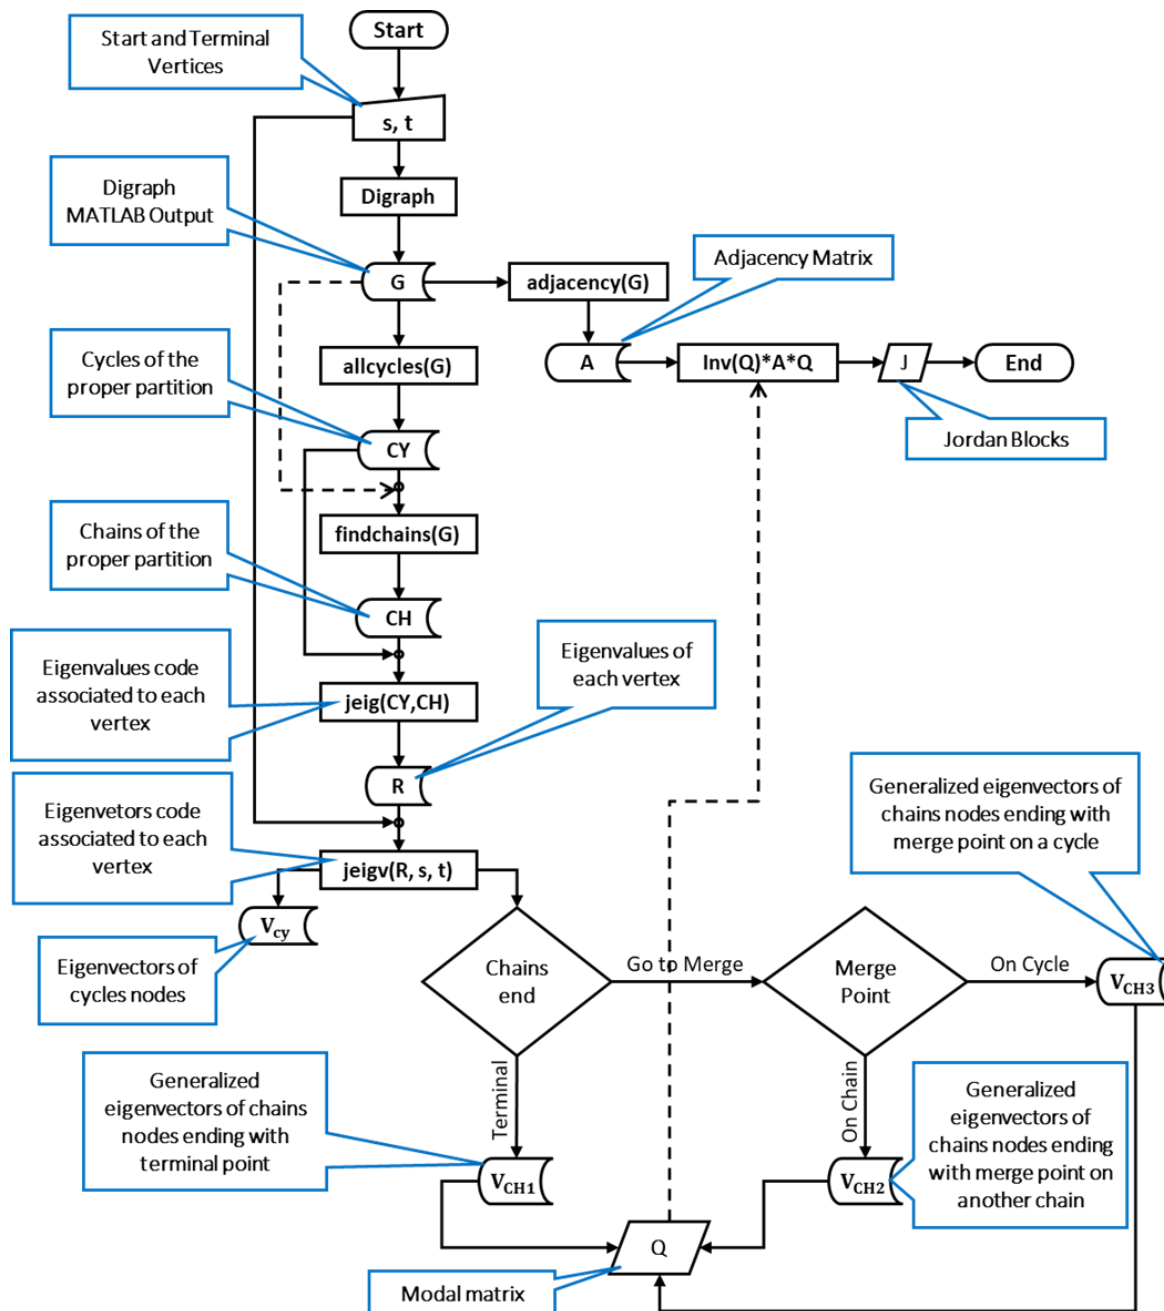 Start
Start and Terminal
Vertices
s, t
Digraph
MATLAB Output
Digraph
G
adjacency(G)
Adjacency Matrix
Cycles of the
proper partition
allcycles(G)
A
Inv(Q)*A*Q
J
End
Jordan Blocks
CY
Chains of the
proper partition
findchains(G)
CH
Eigenvalues code
associated to each
vertex
Eigenvalues of
each vertex
jeig(CY,CH)
R
Eigenvetors code
associated to each
vertex
jeigv(R, s, t)
Generalized eigenvectors of
chains nodes ending with
merge point on a cycle
V_cy
Eigenvectors of
cycles nodes
Chains
end
Go to Merge
Merge
Point
On Cycle
V_CH3
Terminal
On Chain
Generalized
eigenvectors of chains
nodes ending with
terminal point
V_CH1
V_CH2
Generalized
eigenvectors of
chains nodes ending
with merge point on
another chain
Q
Modal matrix